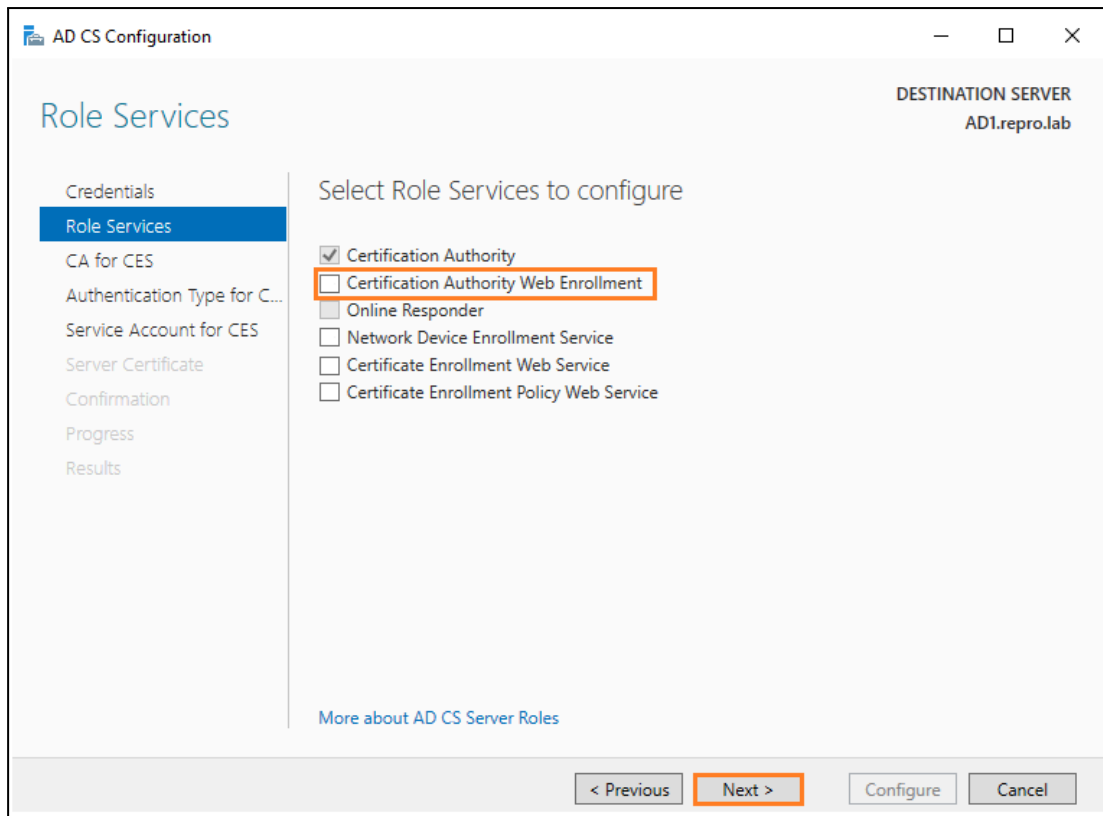 AD CS Configuration
Role Services
DESTINATION SERVER
AD1.repro.lab
Credentials
Role Services
CA for CES
Authentication Type for C...
Service Account for CES
Server Certificate
Confirmation
Progress
Results
Select Role Services to configure
Certification Authority
Certification Authority Web Enrollment
Online Responder
Network Device Enrollment Service
Certificate Enrollment Web Service
Certificate Enrollment Policy Web Service
More about AD CS Server Roles
< Previous
Next >
Configure
Cancel